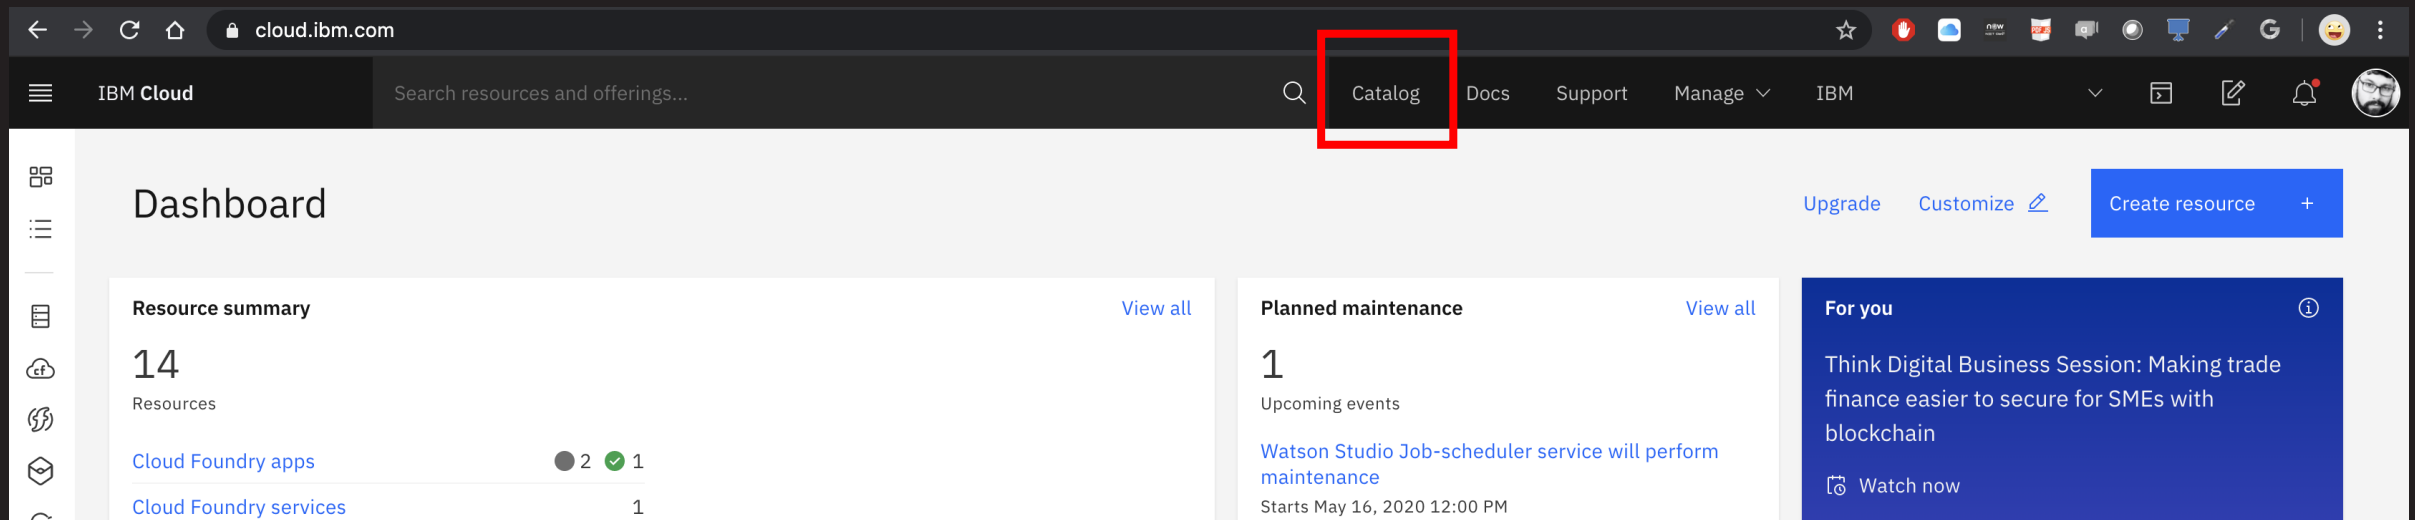 cloud.ibm.com
IBM Cloud
Search resources and offerings...
Catalog
Docs
Support
Manage
IBM
Dashboard
Upgrade
Customize
Create resource +
Resource summary
View all
14
Resources
Cloud Foundry apps 2 1
Cloud Foundry services 1
Planned maintenance
View all
1
Upcoming events
Watson Studio Job-scheduler service will perform
maintenance
Starts May 16, 2020 12:00 PM
For you
Think Digital Business Session: Making trade
finance easier to secure for SMEs with
blockchain
Watch now